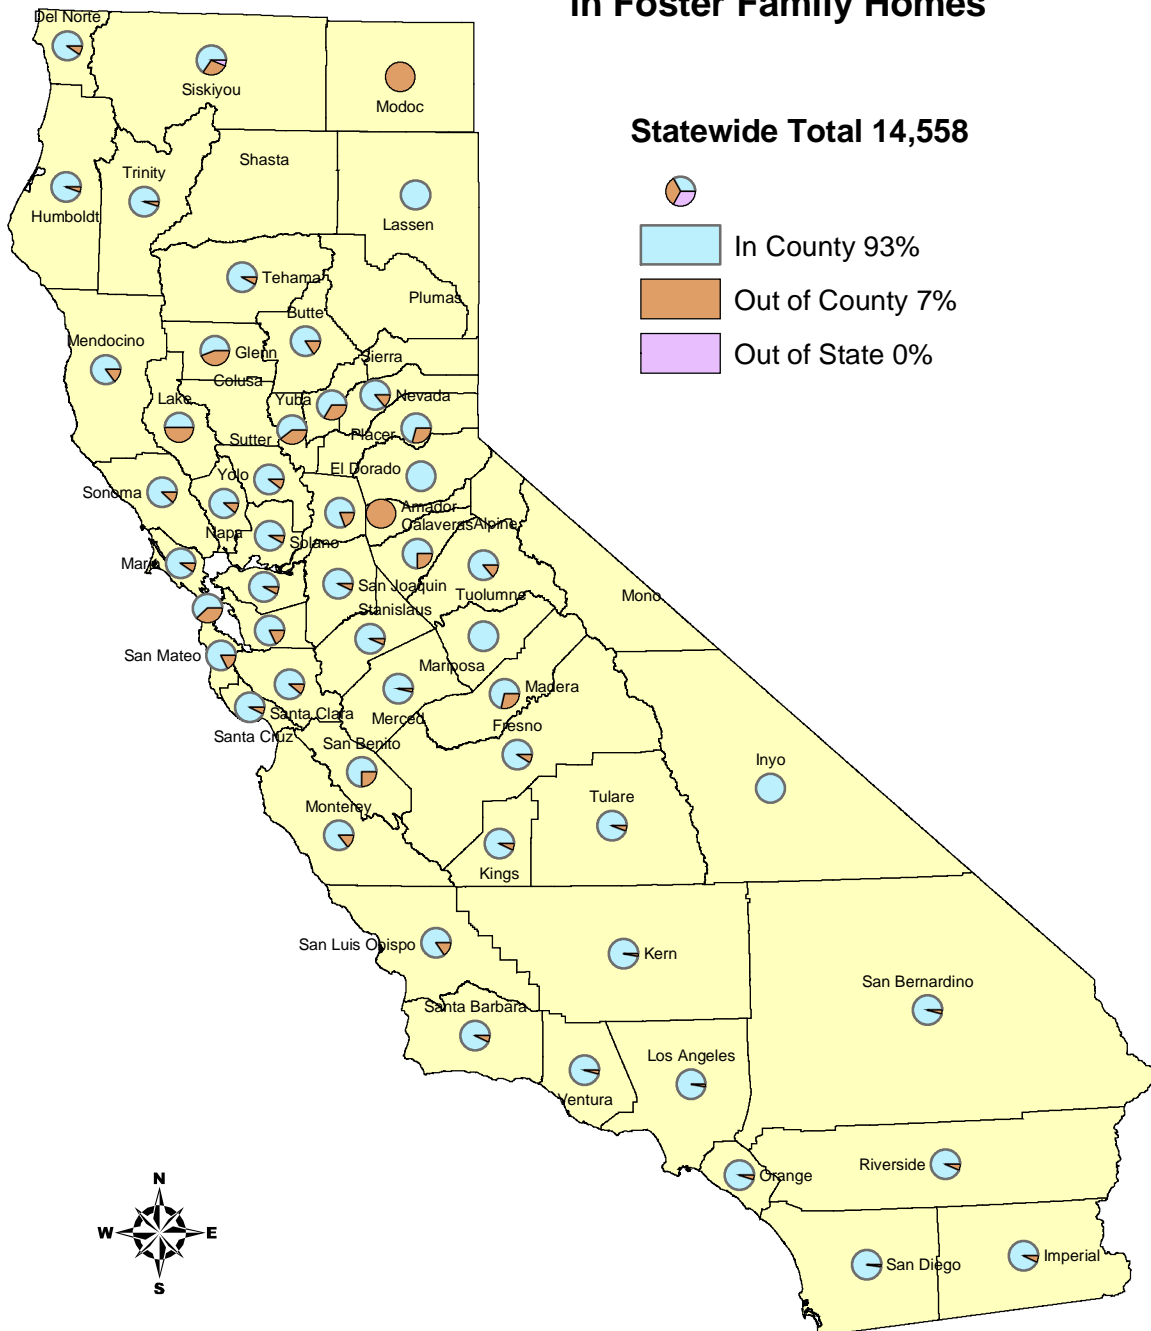 in Foster Family Homes
Statewide Total 14,558
In County 93%
Out of County 7%
Out of State 0%
Del Norte
Siskiyou
Modoc
Shasta
Trinity
Humboldt
Lassen
Tehama
Plumas
Butte
Mendocino
Glenn
Sierra
Colusa
Lake
Yuba
Nevada
Sutter
Placer
Yolo
El Dorado
Sonoma
Amador
Napa
Calaveras
Alpine
Solano
Marin
San Joaquin
Tuolumne
Mono
Stanislaus
San Mateo
Mariposa
Madera
Santa Clara
Merced
Fresno
Santa Cruz
San Benito
Inyo
Monterey
Tulare
Kings
San Luis Obispo
Kern
San Bernardino
Santa Barbara
Los Angeles
Ventura
Riverside
Orange
San Diego
Imperial
N
W E
S